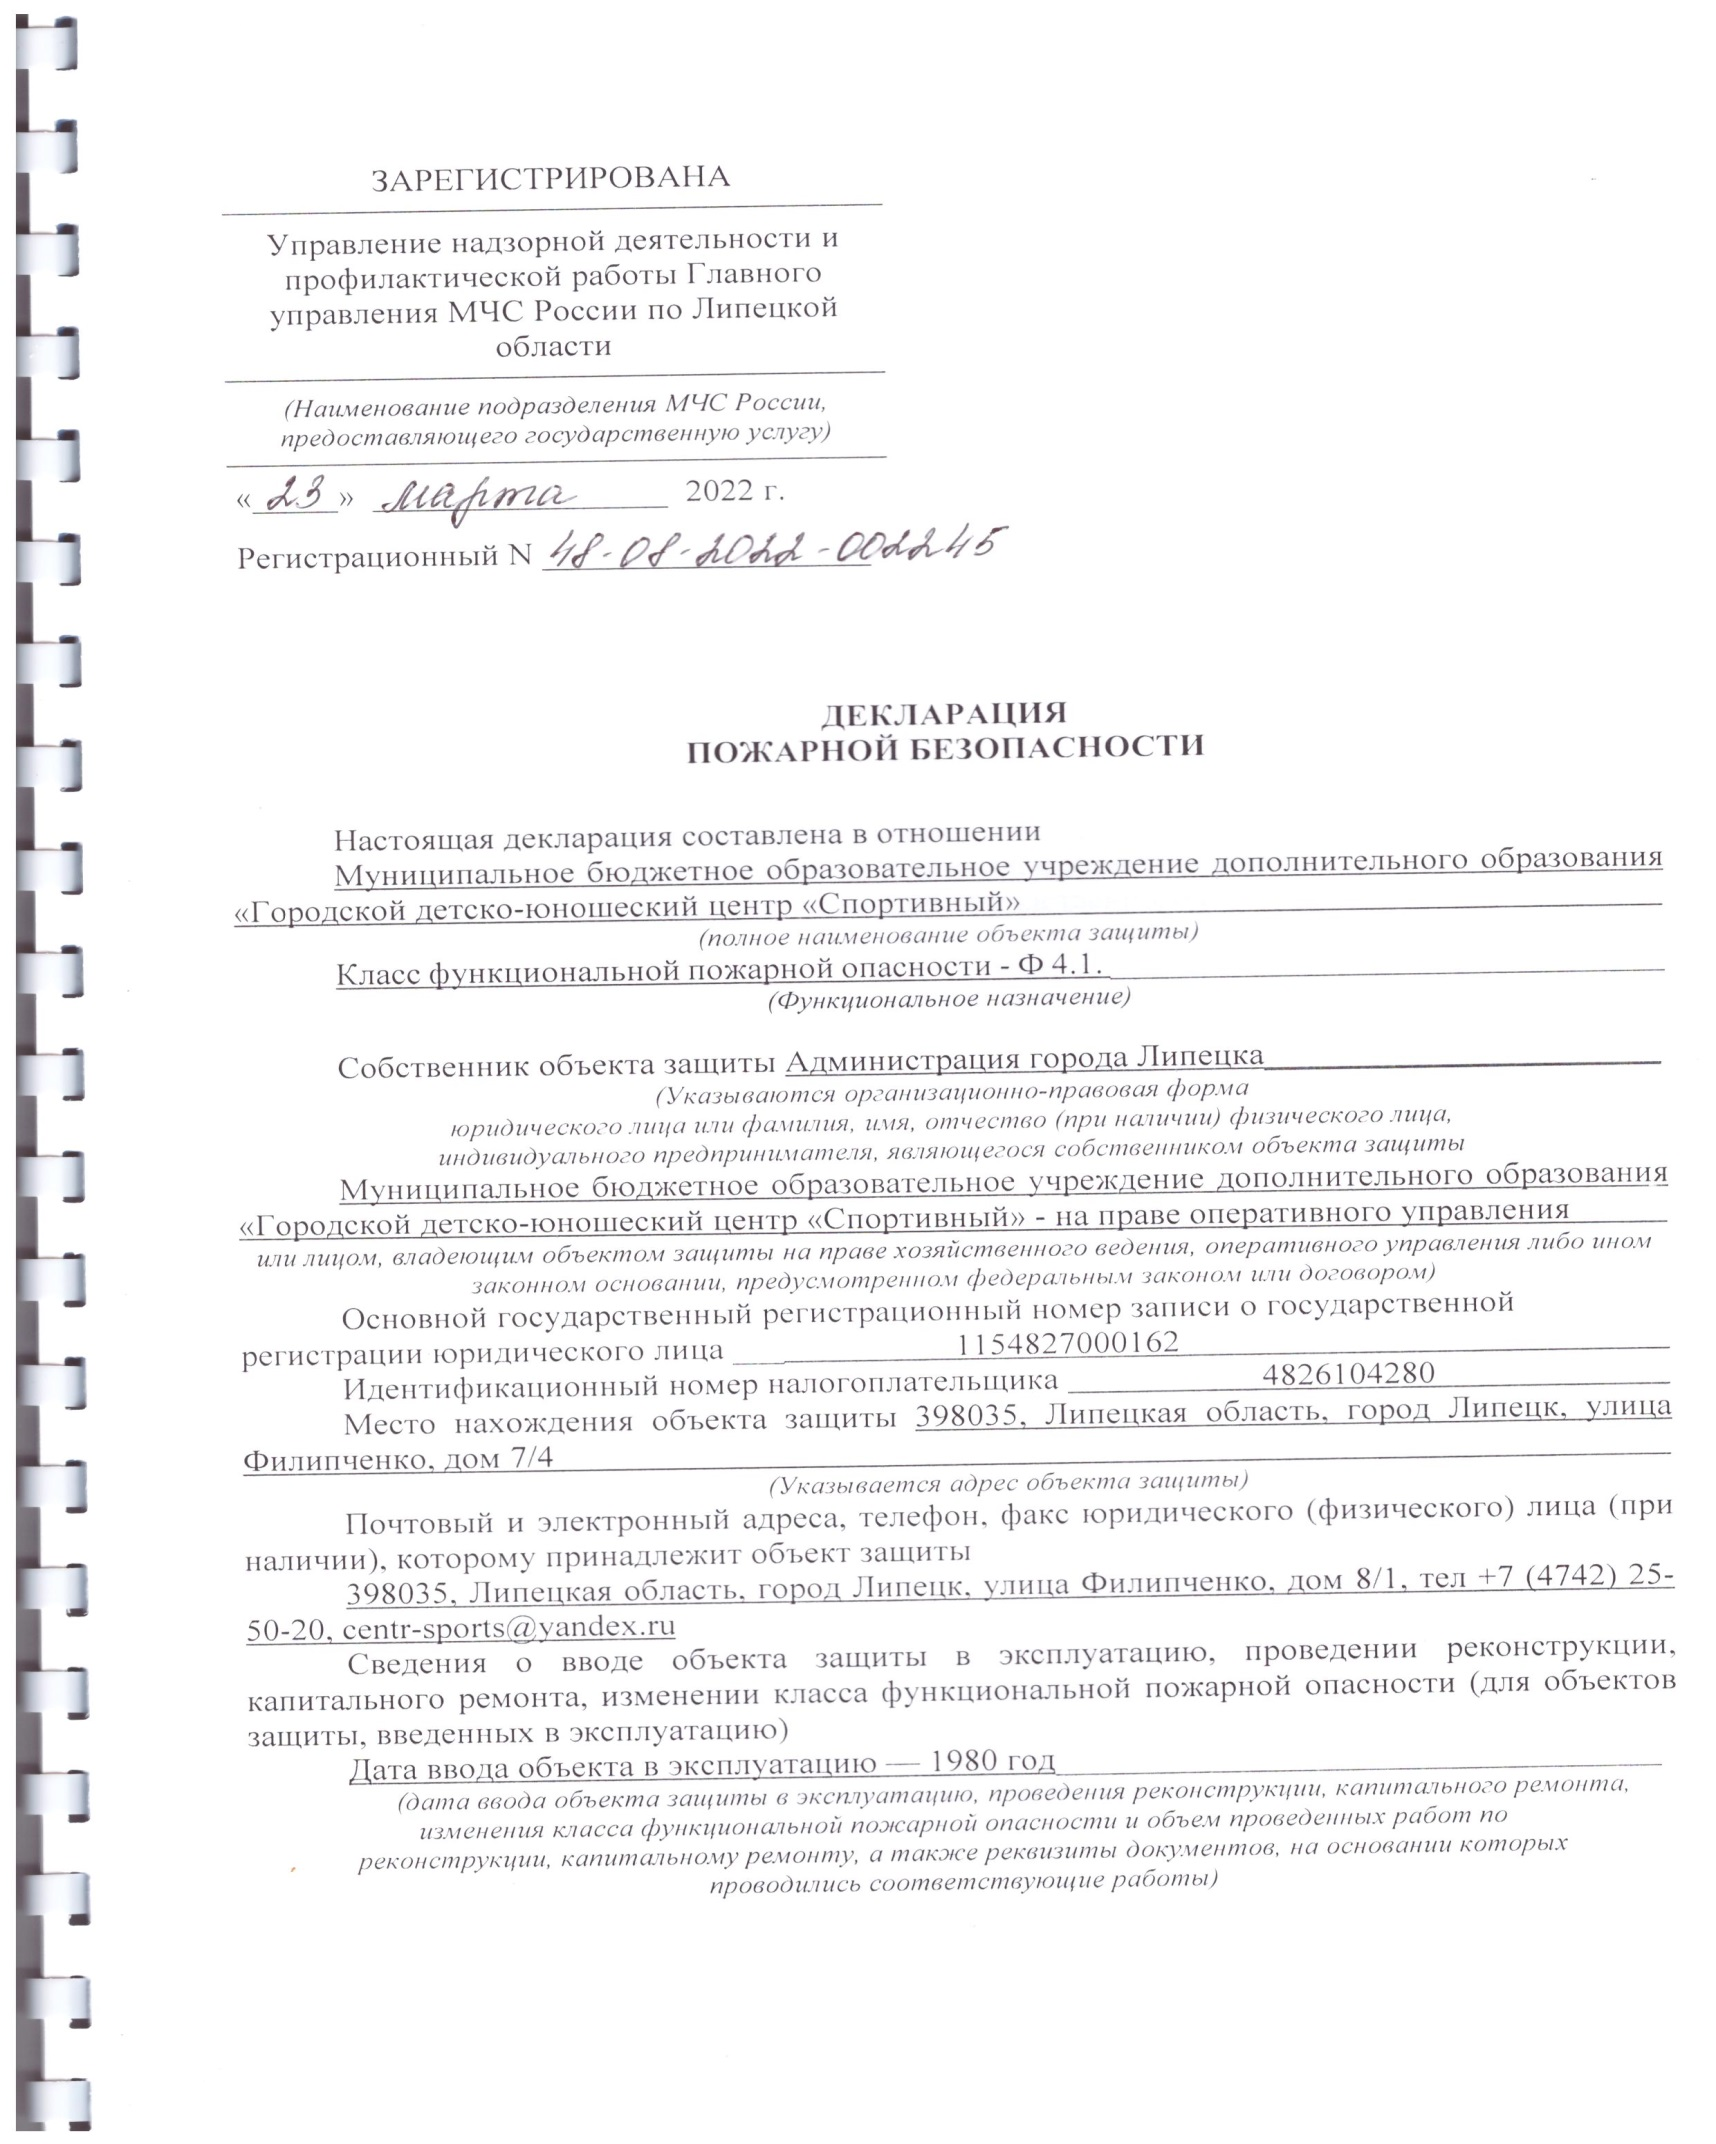 ЗАРЕГИСТРИРОВАНА
Управление надзорной деятельности и
профилактической работы Главного
управления МЧС России по Липецкой
области
(Наименование подразделения МЧС России,
предоставляющего государственную услугу)
«23» марта 2022 г.
Регистрационный N 48-08-2022-002245
ДЕКЛАРАЦИЯ
ПОЖАРНОЙ БЕЗОПАСНОСТИ
Настоящая декларация составлена в отношении
Муниципальное бюджетное образовательное учреждение дополнительного образования
«Городской детско-юношеский центр «Спортивный»
(полное наименование объекта защиты)
Класс функциональной пожарной опасности - Ф 4.1.
(Функциональное назначение)
Собственник объекта защиты Администрация города Липецка
(Указываются организационно-правовая форма
юридического лица или фамилия, имя, отчество (при наличии) физического лица,
индивидуального предпринимателя, являющегося собственником объекта защиты
Муниципальное бюджетное образовательное учреждение дополнительного образования
«Городской детско-юношеский центр «Спортивный» - на праве оперативного управления
или лицом, владеющим объектом защиты на праве хозяйственного ведения, оперативного управления либо ином
законном основании, предусмотренном федеральным законом или договором)
Основной государственный регистрационный номер записи о государственной
регистрации юридического лица 1154827000162
Идентификационный номер налогоплательщика 4826104280
Место нахождения объекта защиты 398035, Липецкая область, город Липецк, улица
Филипченко, дом 7/4
(Указывается адрес объекта защиты)
Почтовый и электронный адреса, телефон, факс юридического (физического) лица (при
наличии), которому принадлежит объект защиты
398035, Липецкая область, город Липецк, улица Филипченко, дом 8/1, тел +7 (4742) 25-
50-20, centr-sports@yandex.ru
Сведения о вводе объекта защиты в эксплуатацию, проведении реконструкции,
капитального ремонта, изменении класса функциональной пожарной опасности (для объектов
защиты, введенных в эксплуатацию)
Дата ввода объекта в эксплуатацию — 1980 год
(дата ввода объекта защиты в эксплуатацию, проведения реконструкции, капитального ремонта,
изменения класса функциональной пожарной опасности и объем проведенных работ по
реконструкции, капитальному ремонту, а также реквизиты документов, на основании которых
проводились соответствующие работы)